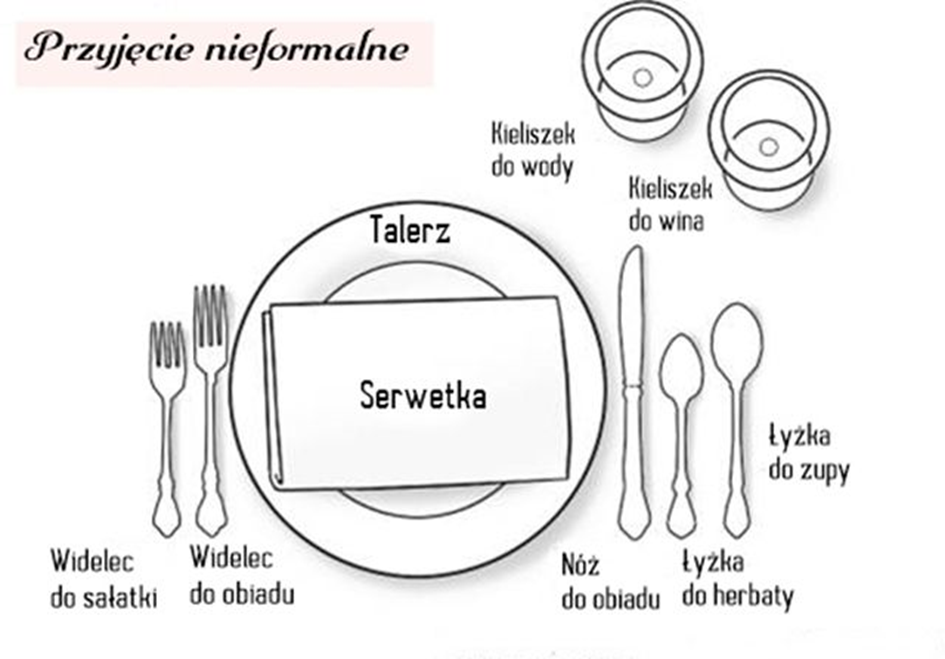 Przyjęcie nieformalne
Kieliszek
do wody
Kieliszek
do wina
Talerz
Serwetka
Łyżka
do zupy
Widelec
do sałatki
Widelec
do obiadu
Nóż
do obiadu
Łyżka
do herbaty